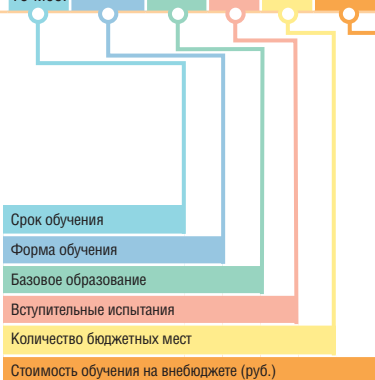 Срок обучения
Форма обучения
Базовое образование
Вступительные испытания
Количество бюджетных мест
Стоимость обучения на внебюджете (руб.)